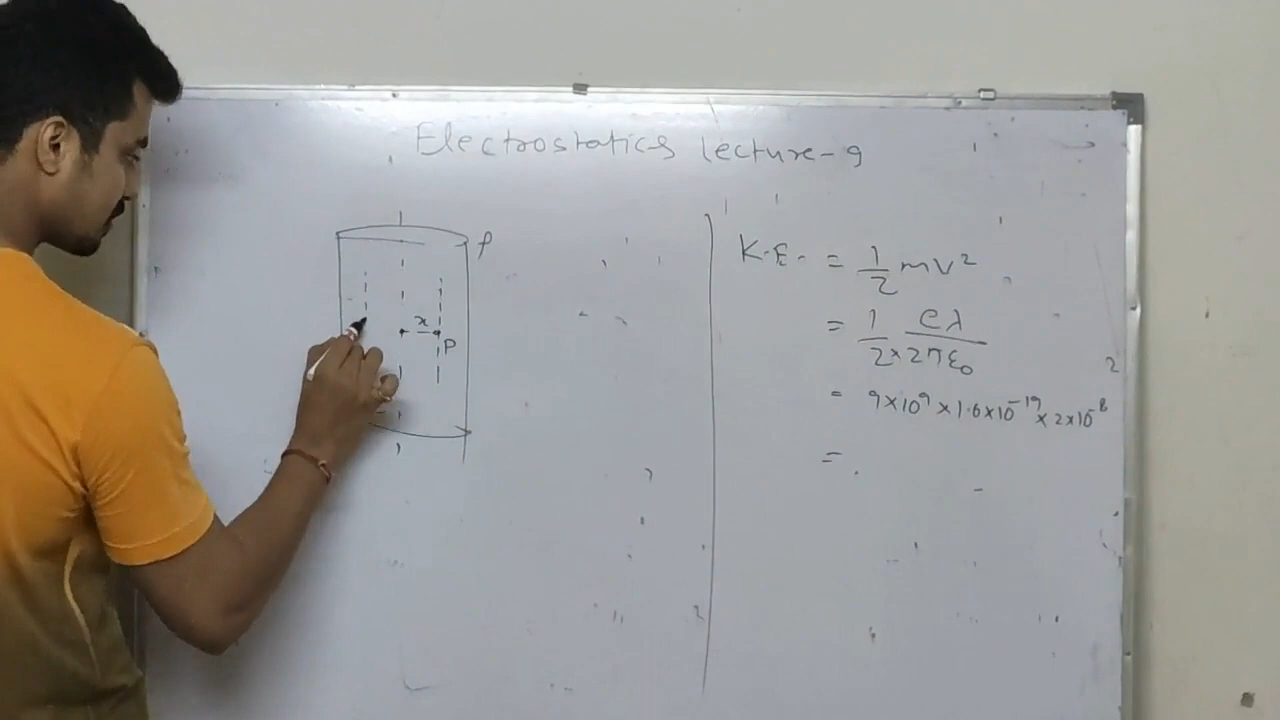 Electrostatics lecture-9
ρ
x
P
K.E. = 1/2 mv²
= 1/2 × eλ/2πε₀
= 9×10⁹ × 1.6×10⁻¹⁹ × 2×10⁻⁸
=